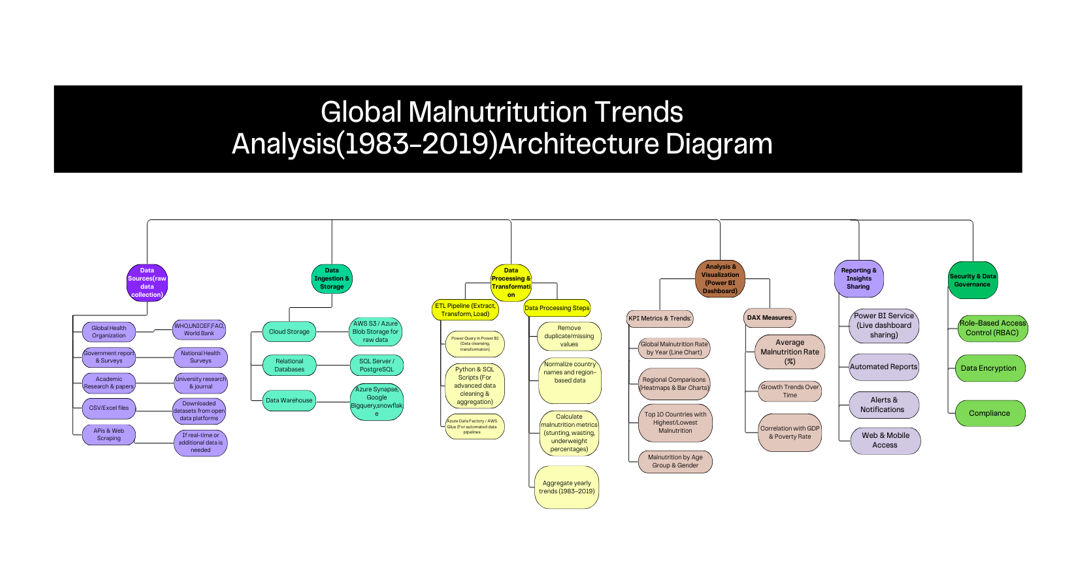 Global Malnutritution Trends
Analysis(1983-2019)Architecture Diagram
Data
Sources(raw
data
collection)
Global Health
Organization
WHO,UNICEF,FAO,
World Bank
Government report
& Surveys
National Health
Surveys
Academic
Research & papers
University research
& journal
CSV/Excel files
Downloaded
datasets from open
data platforms
APIs & Web
Scraping
If real-time or
additional data is
needed
Data
Ingestion &
Storage
Cloud Storage
AWS S3 / Azure
Blob Storage for
raw data
Relational
Databases
SQL Server /
PostgreSQL
Data Warehouse
Azure Synapse,
Google
Bigquery,snowflak
e
Data
Processing &
Transformati
on
ETL Pipeline (Extract,
Transform, Load)
Power Query in Power BI
(Data cleansing,
transformation)
Python & SQL
Scripts (For
advanced data
cleaning &
aggregation)
Azure Data Factory / AWS
Glue (For automated data
pipelines
Data Processing Steps
Remove
duplicate/missing
values
Normalize country
names and region-
based data
Calculate
malnutrition metrics
(stunting, wasting,
underweight
percentages)
Aggregate yearly
trends (1983-2019)
Analysis &
Visualization
(Power BI
Dashboard)
KPI Metrics & Trends:
Global Malnutrition Rate
by Year (Line Chart)
Regional Comparisons
(Heatmaps & Bar Charts)
Top 10 Countries with
Highest/Lowest
Malnutrition
Malnutrition by Age
Group & Gender
DAX Measures:
Average
Malnutrition Rate
(%)
Growth Trends Over
Time
Correlation with GDP
& Poverty Rate
Reporting &
Insights
Sharing
Power BI Service
(Live dashboard
sharing)
Automated Reports
Alerts &
Notifications
Web & Mobile
Access
Security & Data
Governance
Role-Based Access
Control (RBAC)
Data Encryption
Compliance